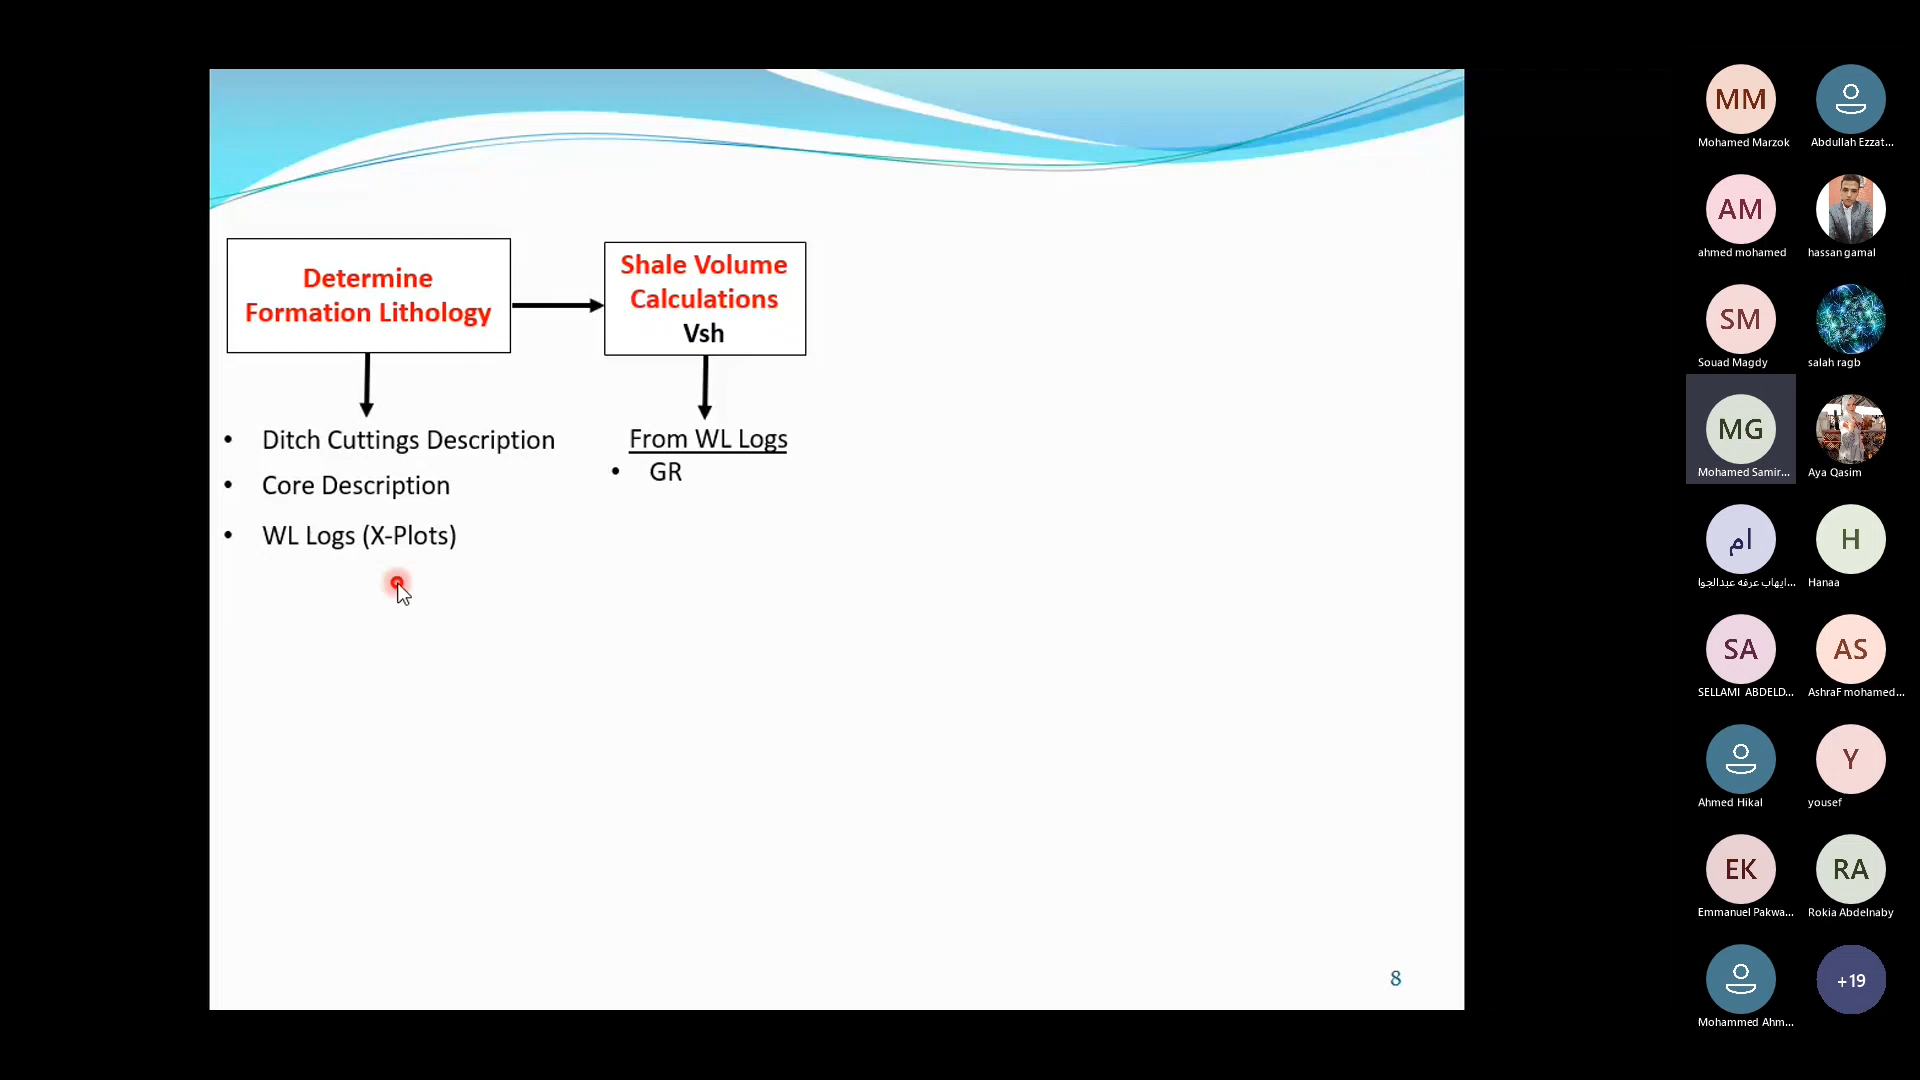 Determine
Formation Lithology
Shale Volume
Calculations
Vsh
• Ditch Cuttings Description
• Core Description
• WL Logs (X-Plots)
From WL Logs
• GR
8
MM
Mohamed Marzok
Abdullah Ezzat...
AM
ahmed mohamed
hassan gamal
SM
Souad Magdy
salah ragb
MG
Mohamed Samir...
Aya Qasim
ام
ايهاب عرفه عبدالجوا...
H
Hanaa
SA
SELLAMI ABDELD...
AS
AshraF mohamed...
Ahmed Hikal
Y
yousef
EK
Emmanuel Pakwa...
RA
Rokia Abdelnaby
Mohammed Ahm...
+19